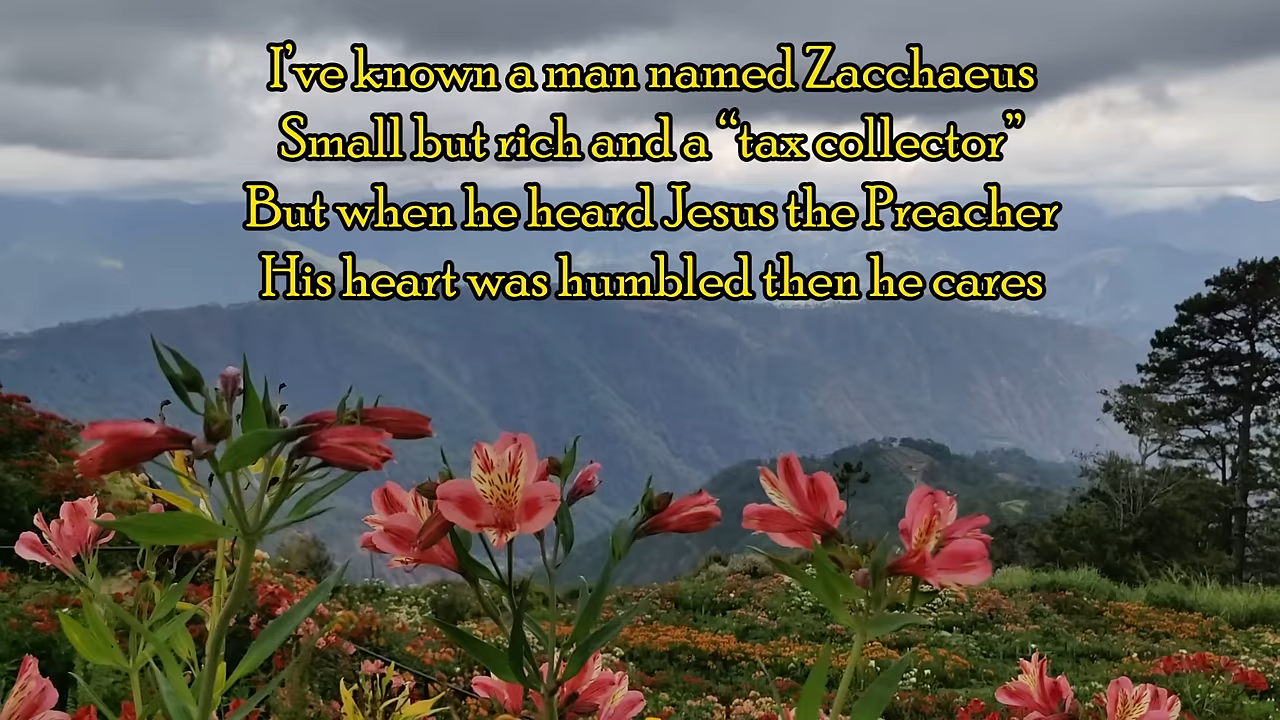 I've known a man named Zacchaeus
Small but rich and a “tax collector”
But when he heard Jesus the Preacher
His heart was humbled then he cares